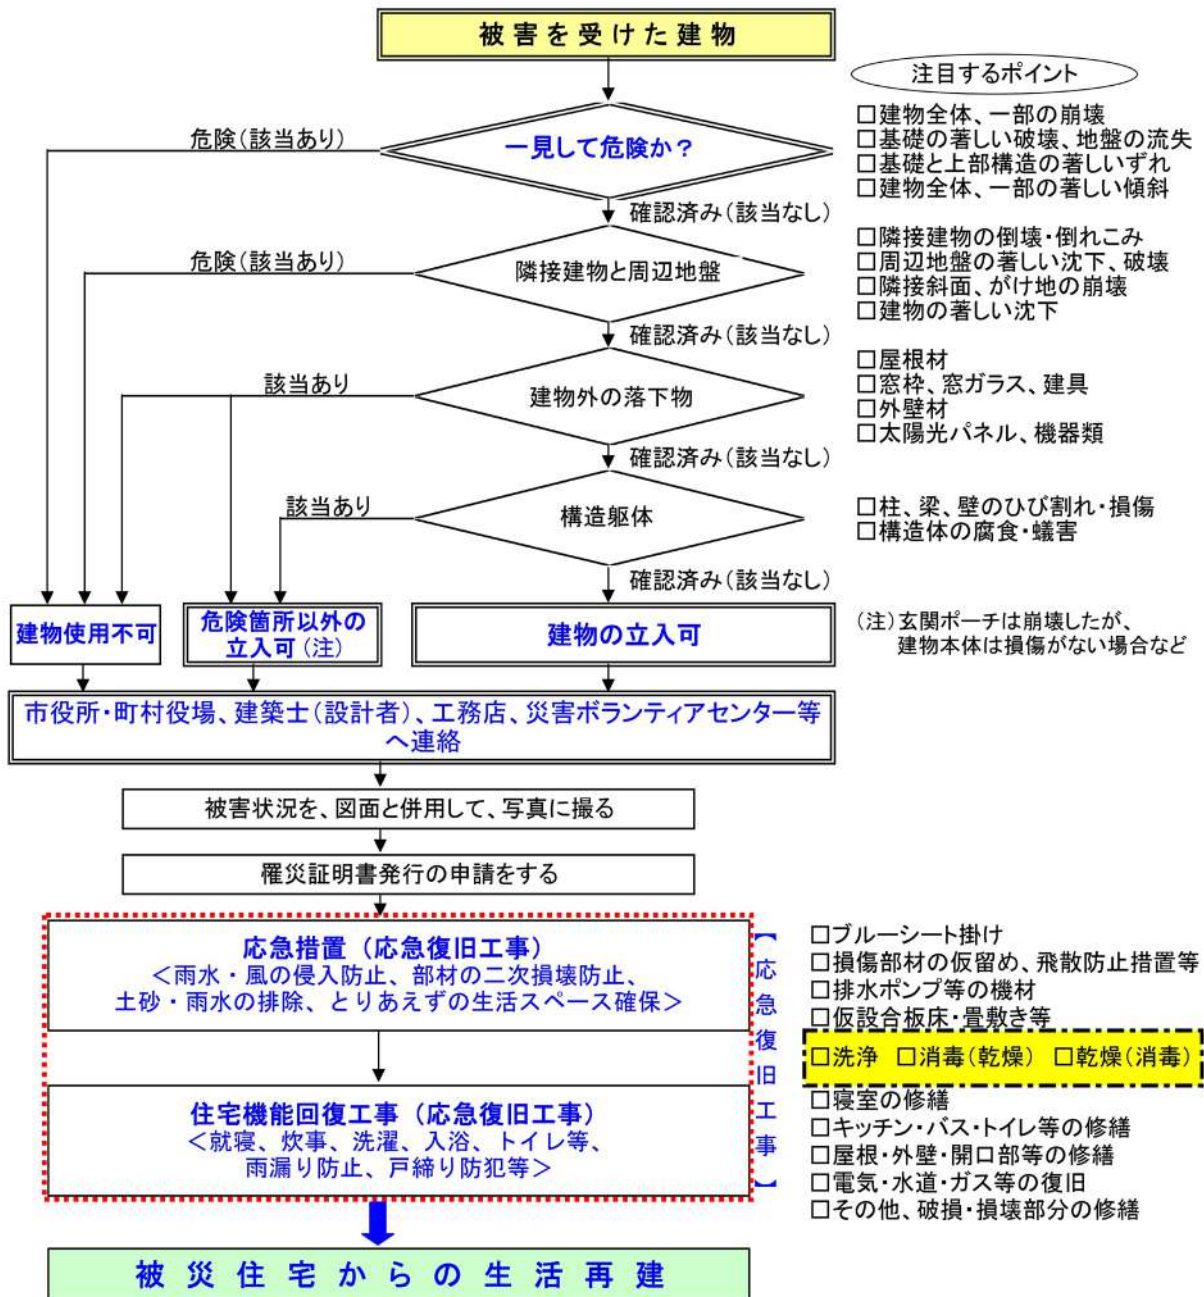 被害を受けた建物
注目するポイント
一見して危険か？
危険（該当あり）
□建物全体、一部の崩壊
□基礎の著しい破壊、地盤の流失
□基礎と上部構造の著しいずれ
□建物全体、一部の著しい傾斜
確認済み（該当なし）
隣接建物と周辺地盤
危険（該当あり）
□隣接建物の倒壊・倒れこみ
□周辺地盤の著しい沈下、破壊
□隣接斜面、がけ地の崩壊
□建物の著しい沈下
確認済み（該当なし）
建物外の落下物
該当あり
□屋根材
□窓枠、窓ガラス、建具
□外壁材
□太陽光パネル、機器類
確認済み（該当なし）
構造躯体
該当あり
□柱、梁、壁のひび割れ・損傷
□構造体の腐食・蟻害
確認済み（該当なし）
建物使用不可
危険箇所以外の
立入可（注）
建物の立入可
（注）玄関ポーチは崩壊したが、
建物本体は損傷がない場合など
市役所・町村役場、建築士（設計者）、工務店、災害ボランティアセンター等
へ連絡
被害状況を、図面と併用して、写真に撮る
罹災証明書発行の申請をする
応急措置（応急復旧工事）
＜雨水・風の侵入防止、部材の二次損壊防止、
土砂・雨水の排除、とりあえずの生活スペース確保＞
住宅機能回復工事（応急復旧工事）
＜就寝、炊事、洗濯、入浴、トイレ等、
雨漏り防止、戸締り防犯等＞
【応急復旧工事】
□ブルーシート掛け
□損傷部材の仮留め、飛散防止措置等
□排水ポンプ等の機材
□仮設合板床・畳敷き等
□洗浄 □消毒（乾燥） □乾燥（消毒）
□寝室の修繕
□キッチン・バス・トイレ等の修繕
□屋根・外壁・開口部等の修繕
□電気・水道・ガス等の復旧
□その他、破損・損壊部分の修繕
被災住宅からの生活再建